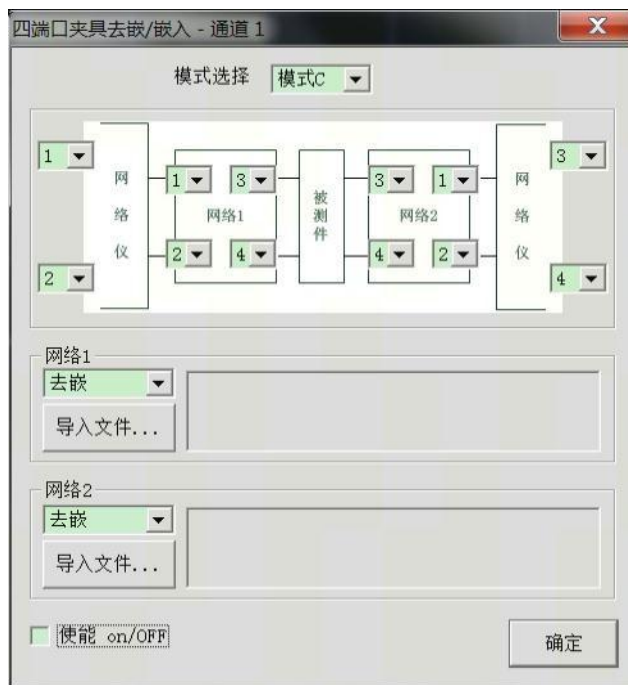 四端口夹具去嵌/嵌入 - 通道 1
模式选择 模式C
1 3
网络仪 1 3 被测件 3 1 网络仪
网络1 网络2
2 4 4 2
2 4
网络1
去嵌
导入文件...
网络2
去嵌
导入文件...
使能 on/OFF
确定